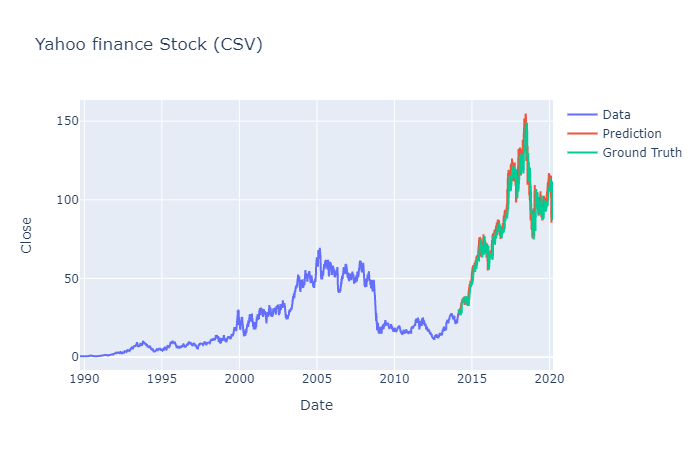 Yahoo finance Stock (CSV)
Data
Prediction
Ground Truth
150
100
50
0
Close
1990 1995 2000 2005 2010 2015 2020
Date